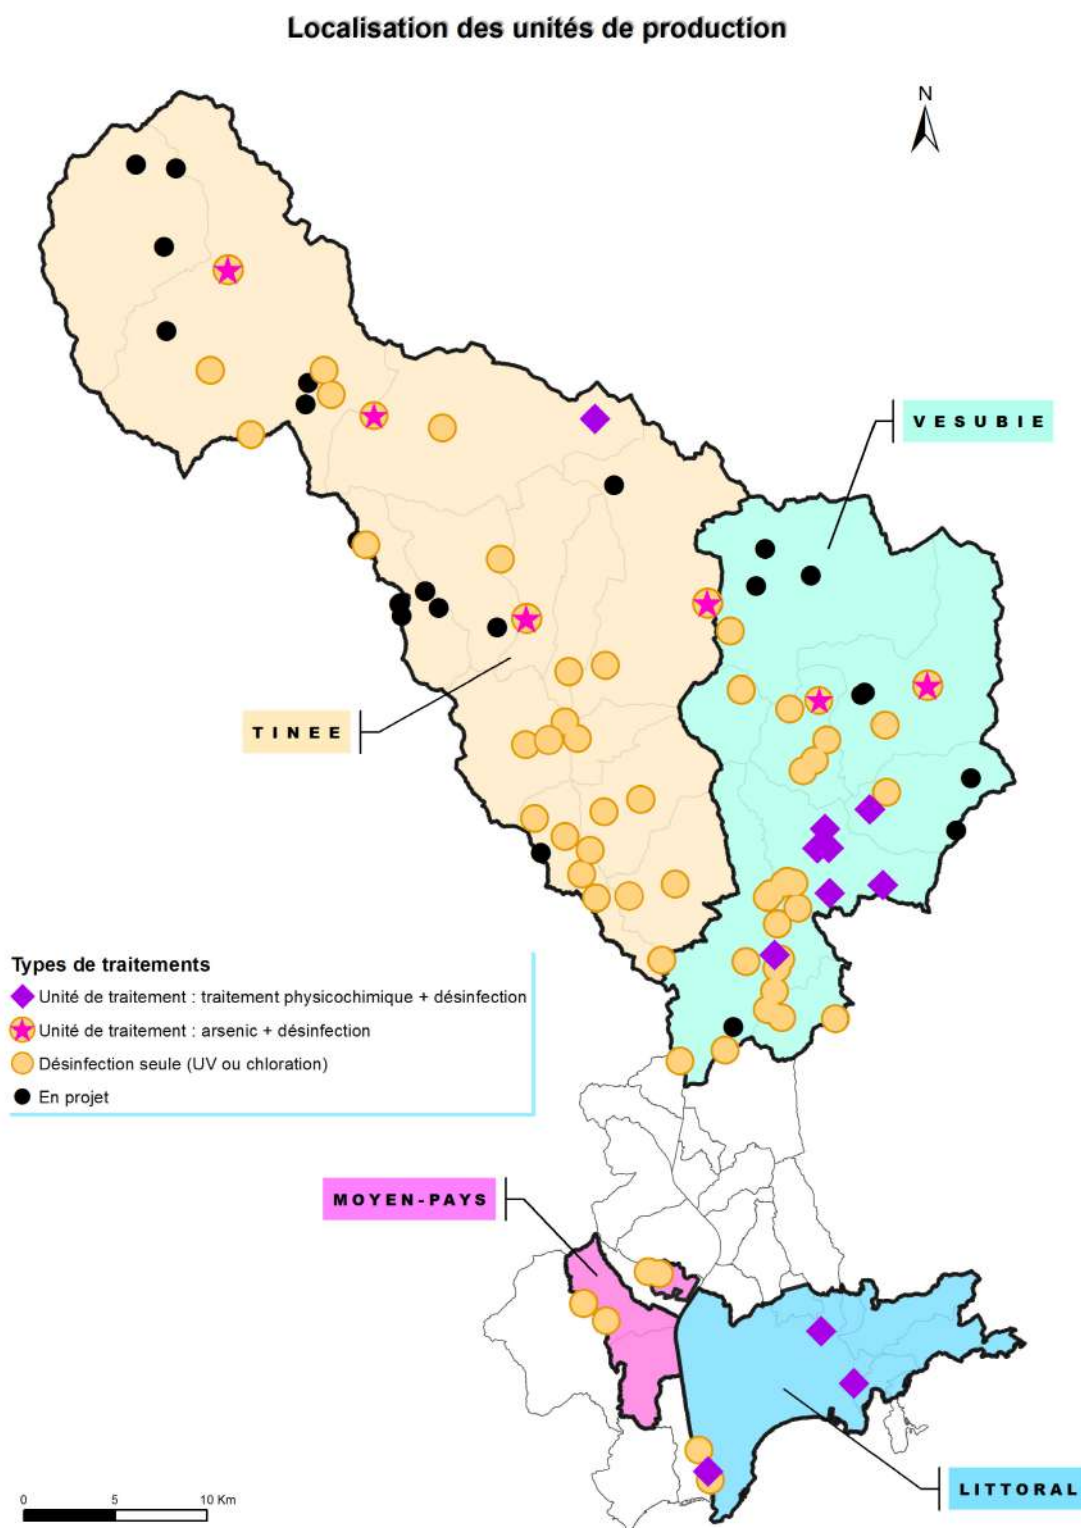 Localisation des unités de production
N
VESUBIE
TINEE
Types de traitements
Unité de traitement : traitement physicochimique + désinfection
Unité de traitement : arsenic + désinfection
Désinfection seule (UV ou chloration)
En projet
MOYEN-PAYS
LITTORAL
0 5 10 Km